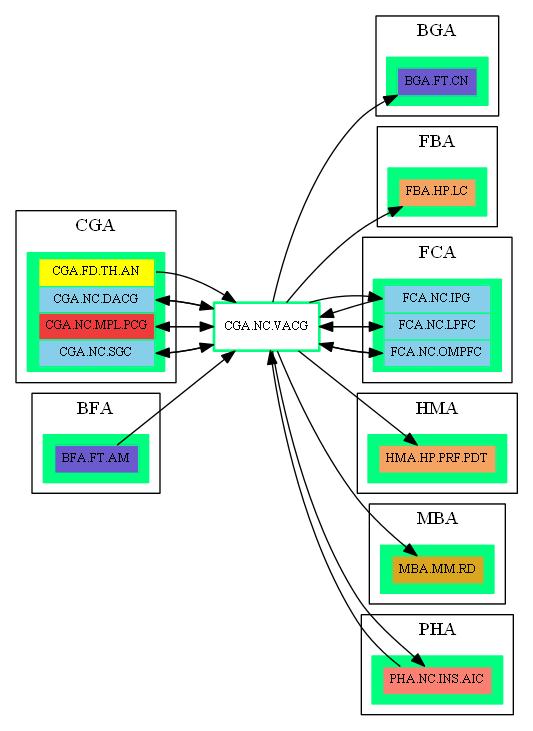 CGA
CGA.FD.TH.AN
CGA.NC.DACG
CGA.NC.MPL.PCG
CGA.NC.SGC
BFA
BFA.FT.AM
CGA.NC.VACG
BGA
BGA.FT.CN
FBA
FBA.HP.LC
FCA
FCA.NC.IPG
FCA.NC.LPFC
FCA.NC.OMPFC
HMA
HMA.HP.PRF.PDT
MBA
MBA.MM.RD
PHA
PHA.NC.INS.AIC